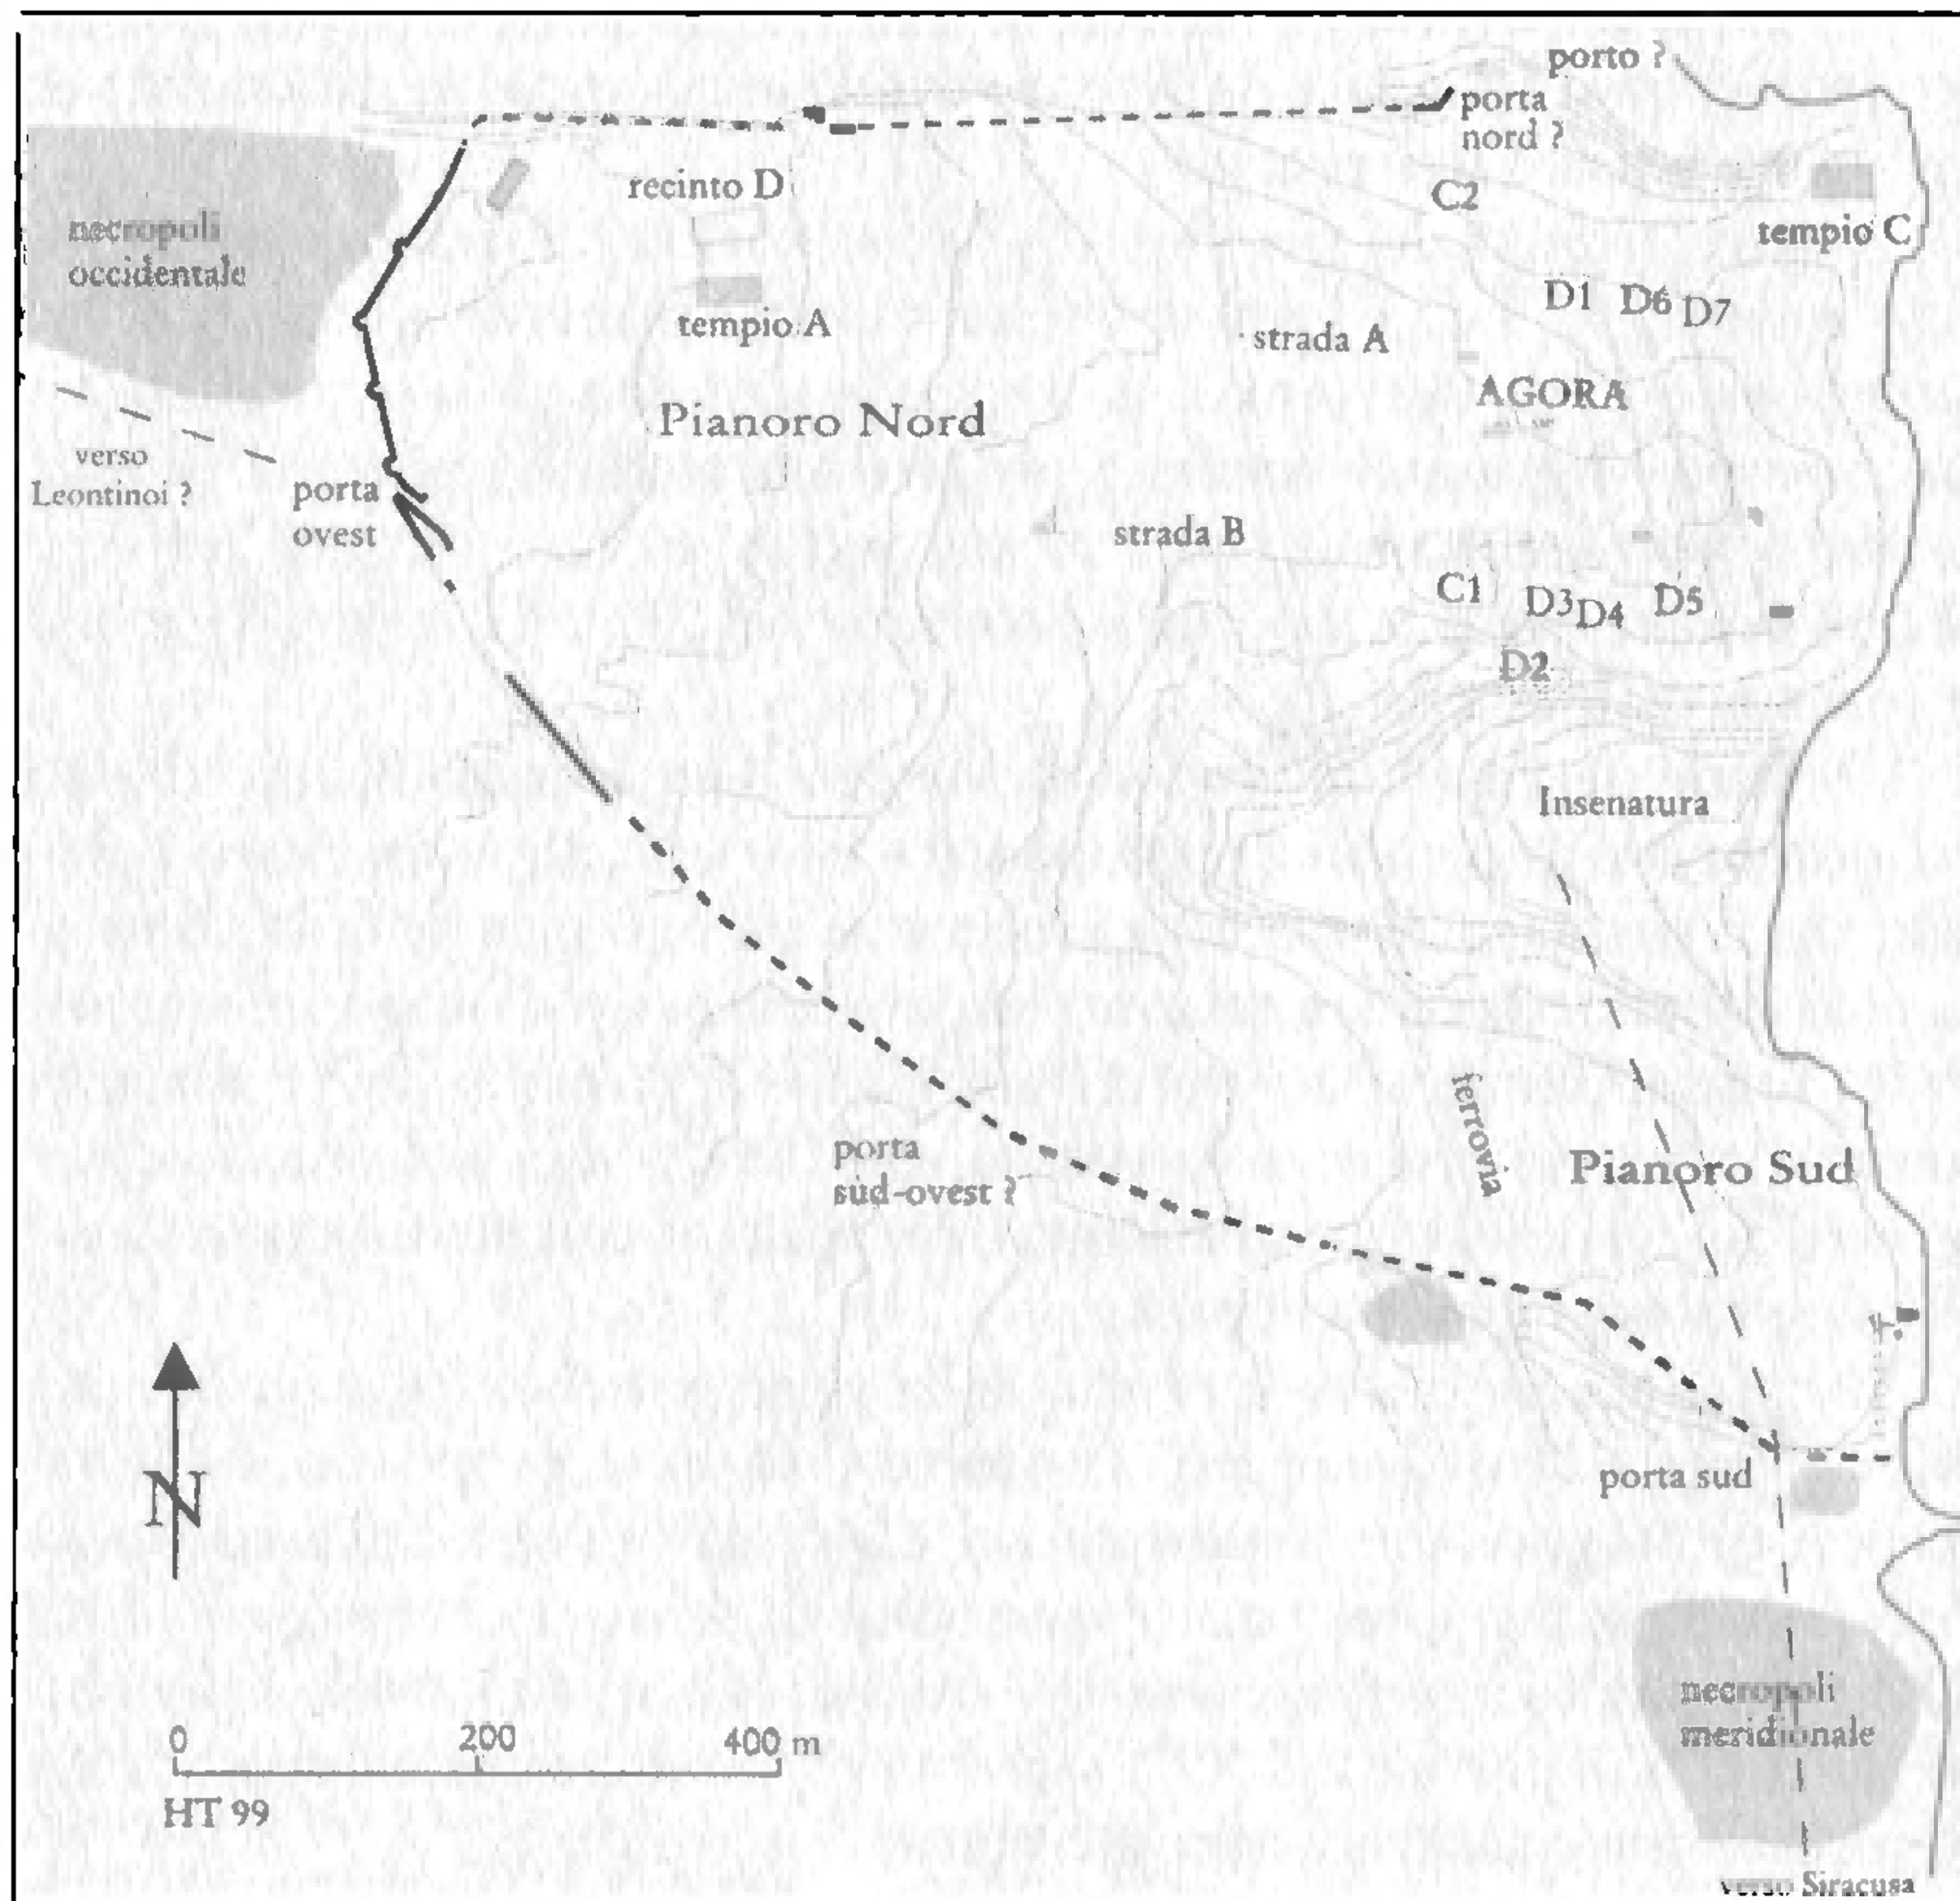 porto ?
porta
nord ?
recinto D
C2
necropoli
occidentale
tempio C
tempio A
D1 D6 D7
strada A
AGORA
Pianoro Nord
verso
Leontinoi ?
porta
ovest
strada B
C1 D3 D4 D5
D2
Insenatura
ferrovia
porta
sud-ovest ?
Pianoro Sud
porta sud
N
necropoli
meridionale
0 200 400 m
HT 99
verso Siracusa